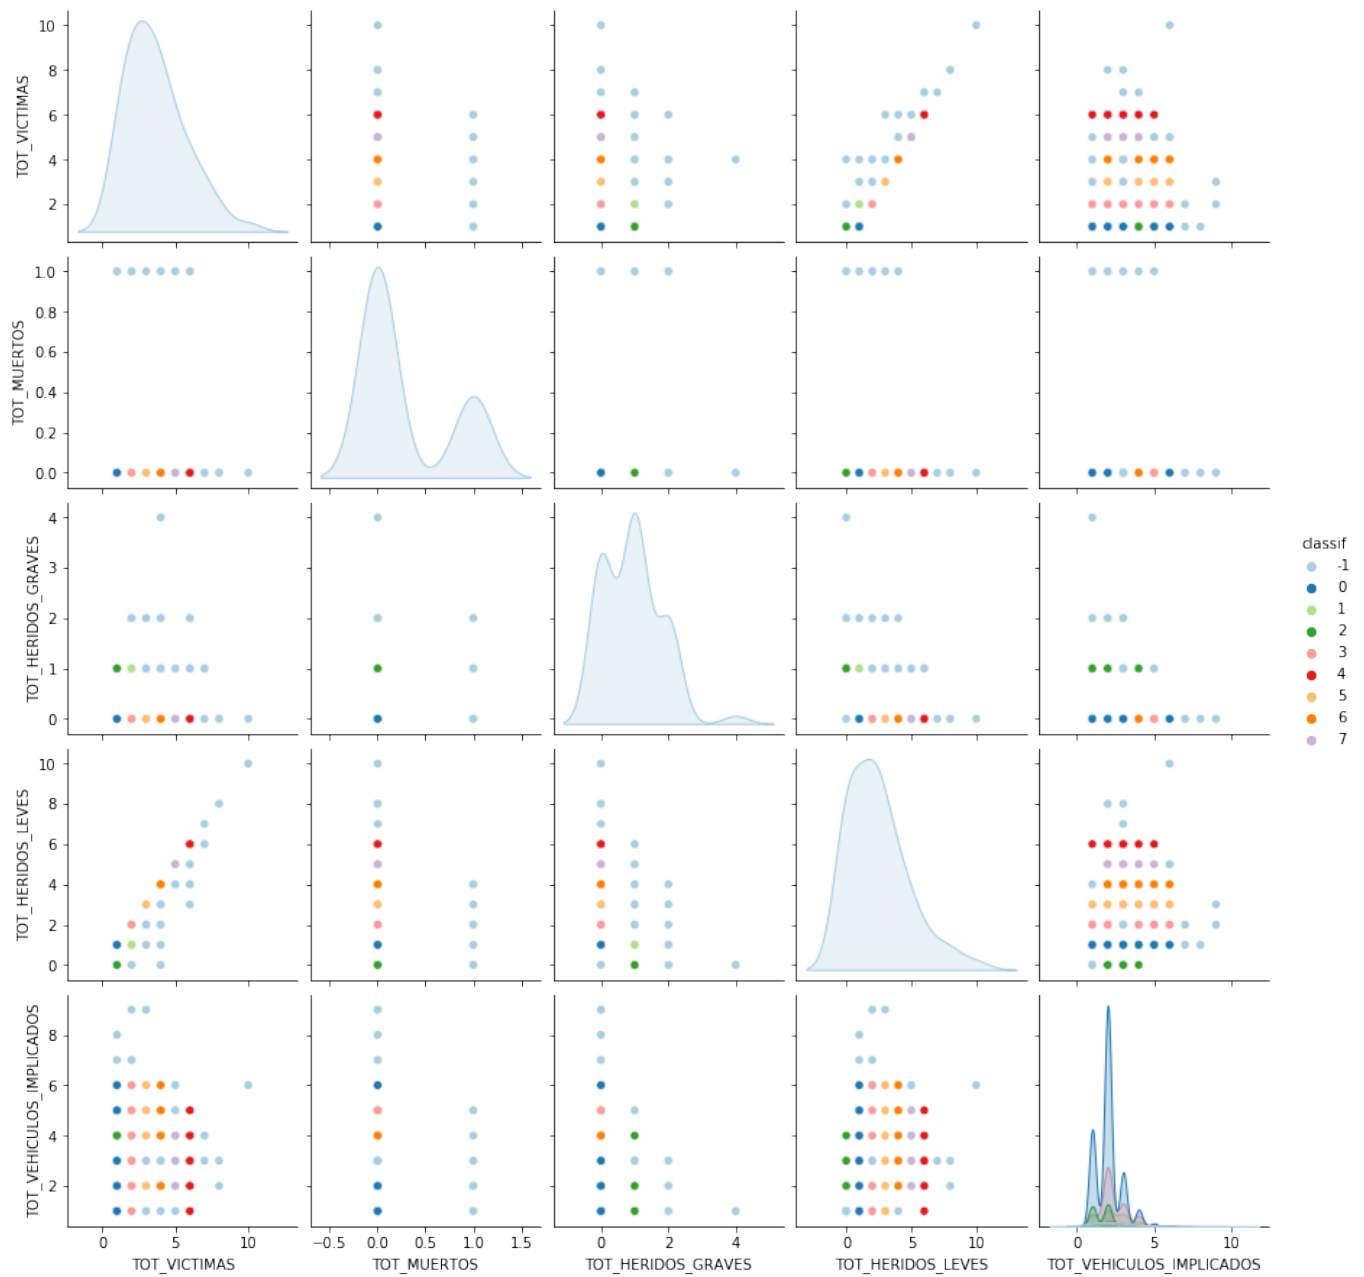 TOT_VICTIMAS
10
8
6
4
2
0
5
10
TOT_MUERTOS
1.0
0.8
0.6
0.4
0.2
0.0
TOT_HERIDOS_GRAVES
4
3
2
1
0
classif
-1
0
1
2
3
4
5
6
7
TOT_HERIDOS_LEVES
10
8
6
4
2
0
TOT_VEHICULOS_IMPLICADOS
8
6
4
2
0 5 10
−0.5 0.0 0.5 1.0 1.5
0 2 4
0 5 10
0 5 10
TOT_VICTIMAS
TOT_MUERTOS
TOT_HERIDOS_GRAVES
TOT_HERIDOS_LEVES
TOT_VEHICULOS_IMPLICADOS